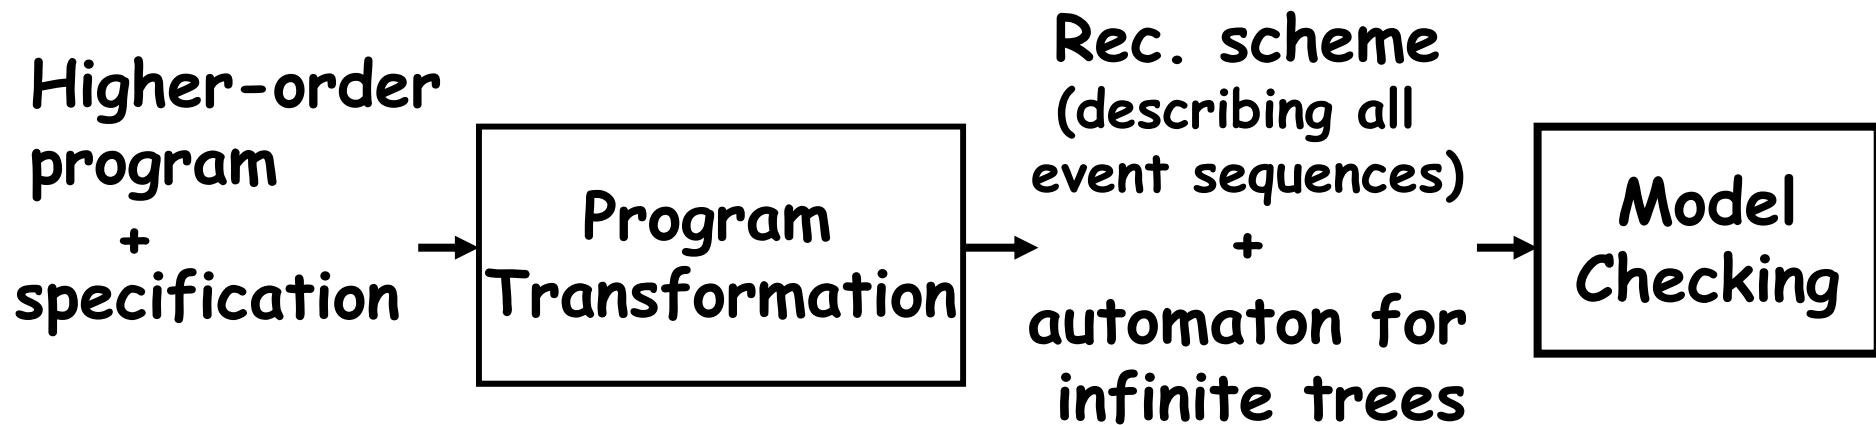 Higher-order
program
+
specification
Program
Transformation
Rec. scheme
(describing all
event sequences)
+
automaton for
infinite trees
Model
Checking